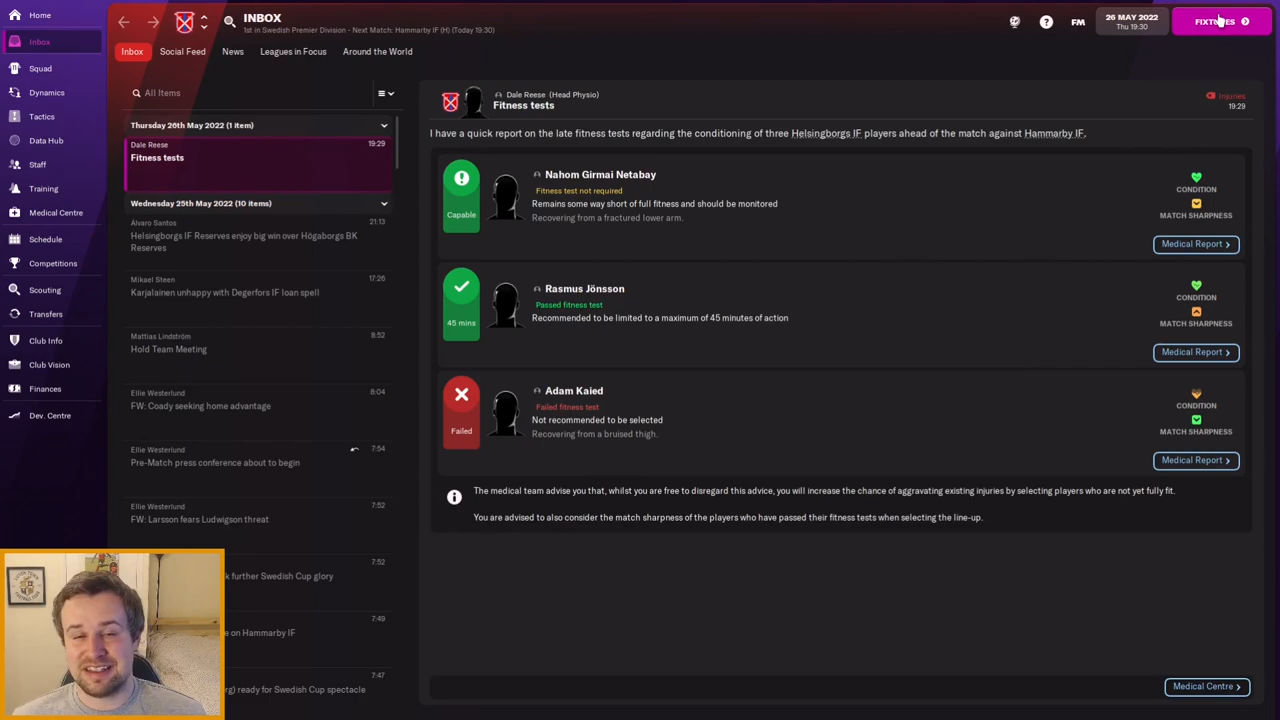 Home
Inbox
Squad
Dynamics
Tactics
Data Hub
Staff
Training
Medical Centre
Schedule
Competitions
Scouting
Transfers
Club Info
Club Vision
Finances
Dev. Centre
INBOX
1st in Swedish Premier Division - Next Match: Hammarby IF (H) (Today 19:30)
FM
26 MAY 2022
Thu 19:30
Inbox
Social Feed
News
Leagues in Focus
Around the World
All Items
Thursday 26th May 2022 (1 item)
Dale Reese
19:29
Fitness tests
Wednesday 25th May 2022 (10 items)
Álvaro Santos
21:13
Helsingborgs IF Reserves enjoy big win over Högaborgs BK
Reserves
Mikael Steen
17:26
Karjalainen unhappy with Degerfors IF loan spell
Mattias Lindström
8:52
Hold Team Meeting
Ellie Westerlund
8:04
FW: Coady seeking home advantage
Ellie Westerlund
7:54
Pre-Match press conference about to begin
Ellie Westerlund
7:52
FW: Larsson fears Ludwigson threat
7:52
further Swedish Cup glory
7:49
e on Hammarby IF
7:47
rg) ready for Swedish Cup spectacle
Dale Reese (Head Physio)
Fitness tests
Injuries
19:29
I have a quick report on the late fitness tests regarding the conditioning of three Helsingborgs IF players ahead of the match against Hammarby IF.
Capable
Nahom Girmai Netabay
Fitness test not required
Remains some way short of full fitness and should be monitored
Recovering from a fractured lower arm.
CONDITION
MATCH SHARPNESS
Medical Report
45 mins
Rasmus Jönsson
Passed fitness test
Recommended to be limited to a maximum of 45 minutes of action
CONDITION
MATCH SHARPNESS
Medical Report
Failed
Adam Kaied
Failed fitness test
Not recommended to be selected
Recovering from a bruised thigh.
CONDITION
MATCH SHARPNESS
Medical Report
The medical team advise you that, whilst you are free to disregard this advice, you will increase the chance of aggravating existing injuries by selecting players who are not yet fully fit.
You are advised to also consider the match sharpness of the players who have passed their fitness tests when selecting the line-up.
Medical Centre